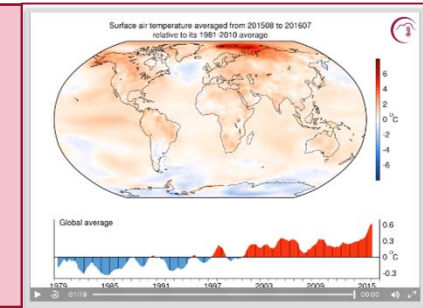 Surface air temperature averaged from 201508 to 201607
relative to its 1981-2010 average
6
4
2
0 °C
-2
-4
-6
Global average
0.6
0.3
0 °C
-0.3
1979 1985 1991 1997 2003 2009 2015
01:18 00:00